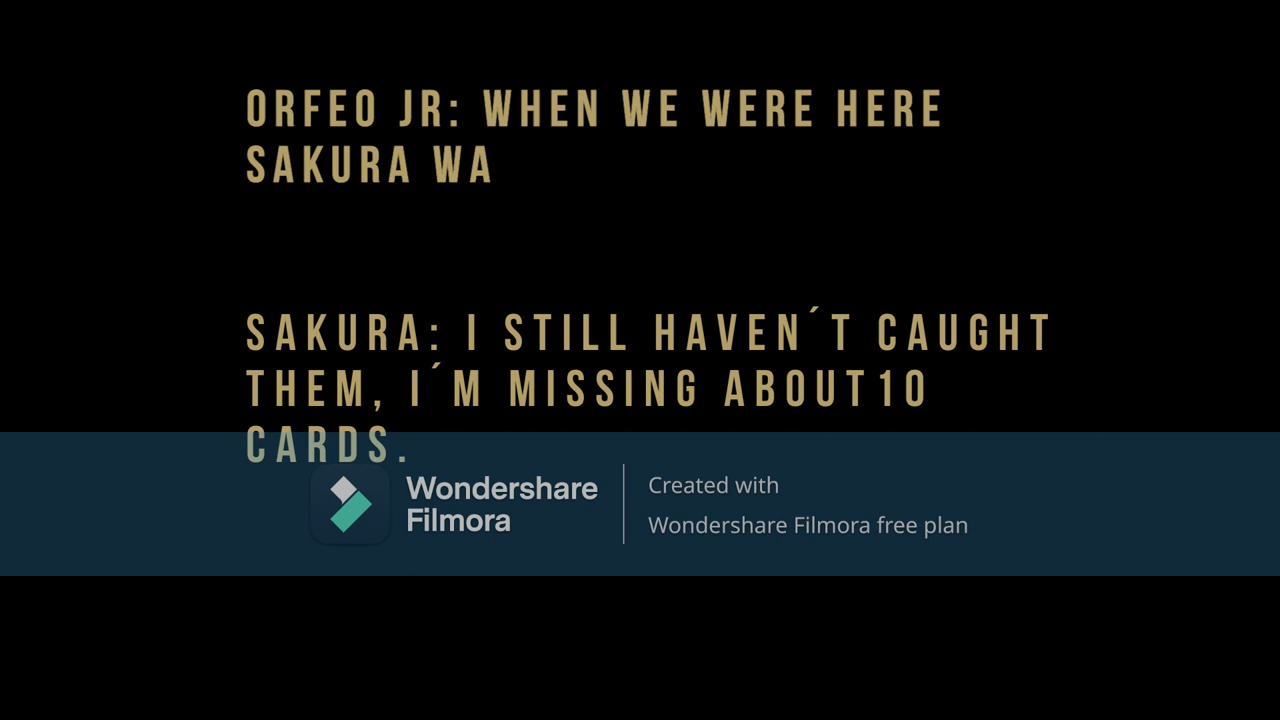 ORFEO JR: WHEN WE WERE HERE
SAKURA WA
SAKURA: I STILL HAVEN´T CAUGHT
THEM, I´M MISSING ABOUT10
CARDS.
Wondershare
Filmora
Created with
Wondershare Filmora free plan